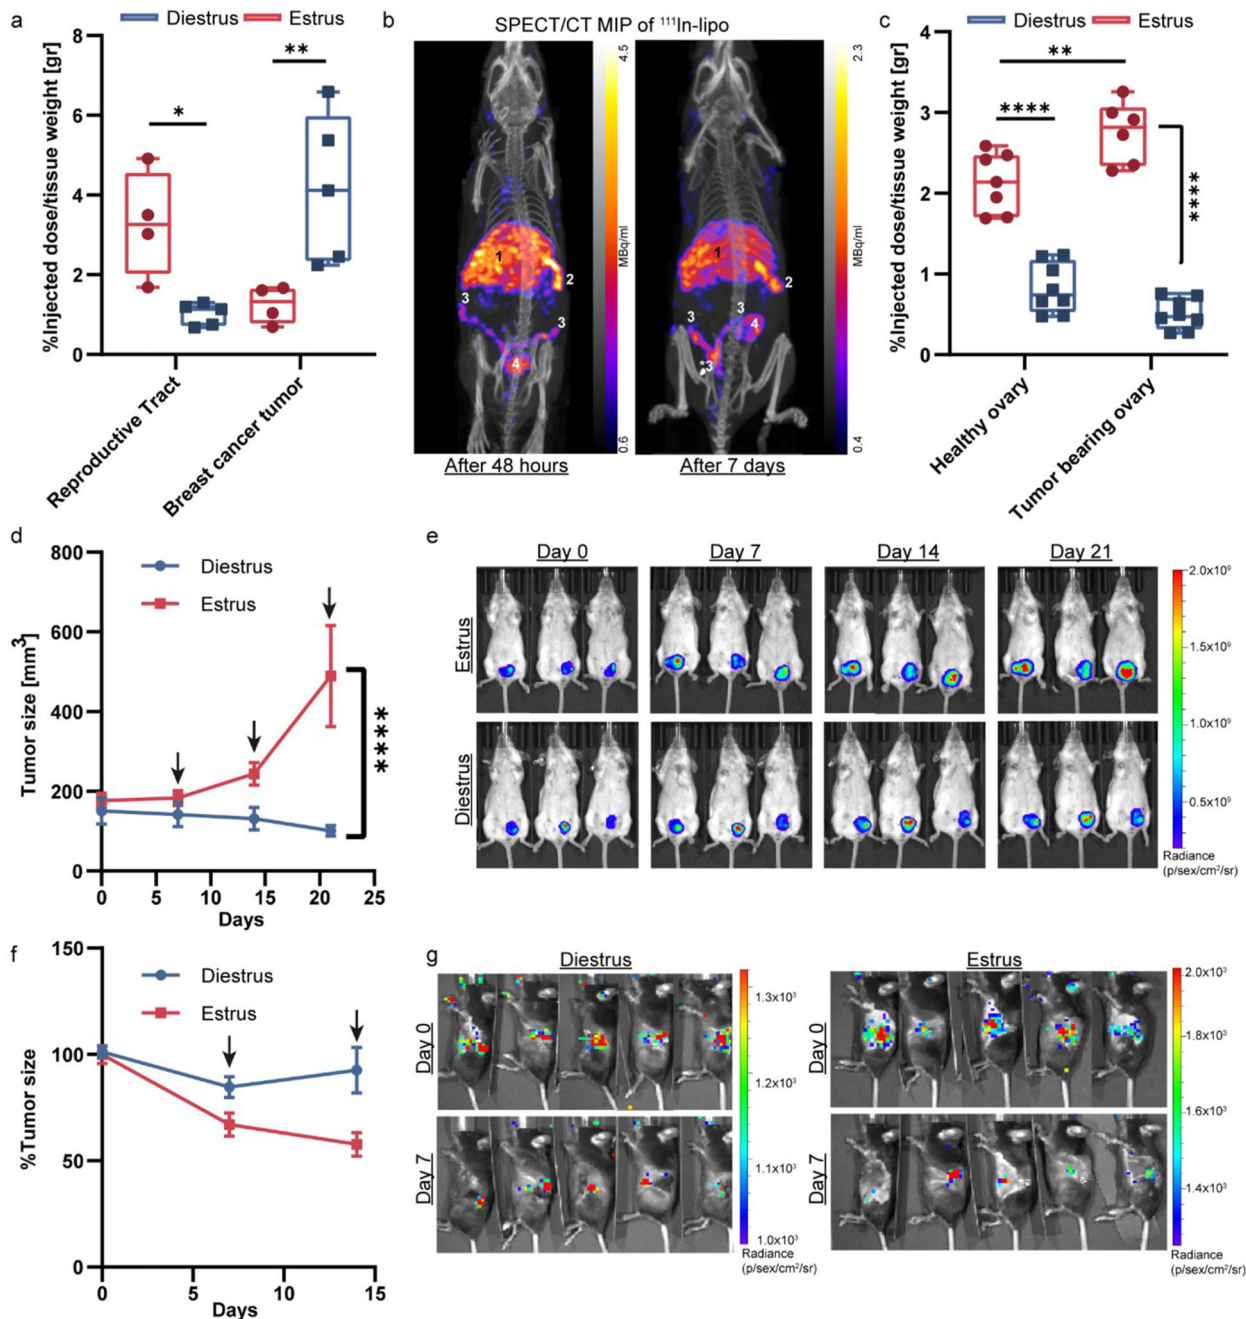 a
Diestrus
Estrus
%Injected dose/tissue weight [gr]
8
6
4
2
0
*
**
Reproductive Tract
Breast cancer tumor
b
SPECT/CT MIP of ¹¹¹In-lipo
4.5
MBq/ml
0.6
2.3
MBq/ml
0.4
1
2
3
3
4
1
2
3
3
4
*3
After 48 hours
After 7 days
c
Diestrus
Estrus
%Injected dose/tissue weight [gr]
4
3
2
1
0
**
****
****
Healthy ovary
Tumor bearing ovary
d
Diestrus
Estrus
Tumor size [mm³]
800
600
400
200
0
0 5 10 15 20 25
Days
****
e
Day 0
Day 7
Day 14
Day 21
Estrus
Diestrus
2.0x10⁹
1.5x10⁹
1.0x10⁹
0.5x10⁹
Radiance
(p/sex/cm²/sr)
f
Diestrus
Estrus
%Tumor size
150
100
50
0
0 5 10 15
Days
g
Diestrus
Estrus
Day 0
Day 7
1.3x10³
1.2x10³
1.1x10³
1.0x10³
Radiance
(p/sex/cm²/sr)
Day 0
Day 7
2.0x10³
1.8x10³
1.6x10³
1.4x10³
Radiance
(p/sex/cm²/sr)